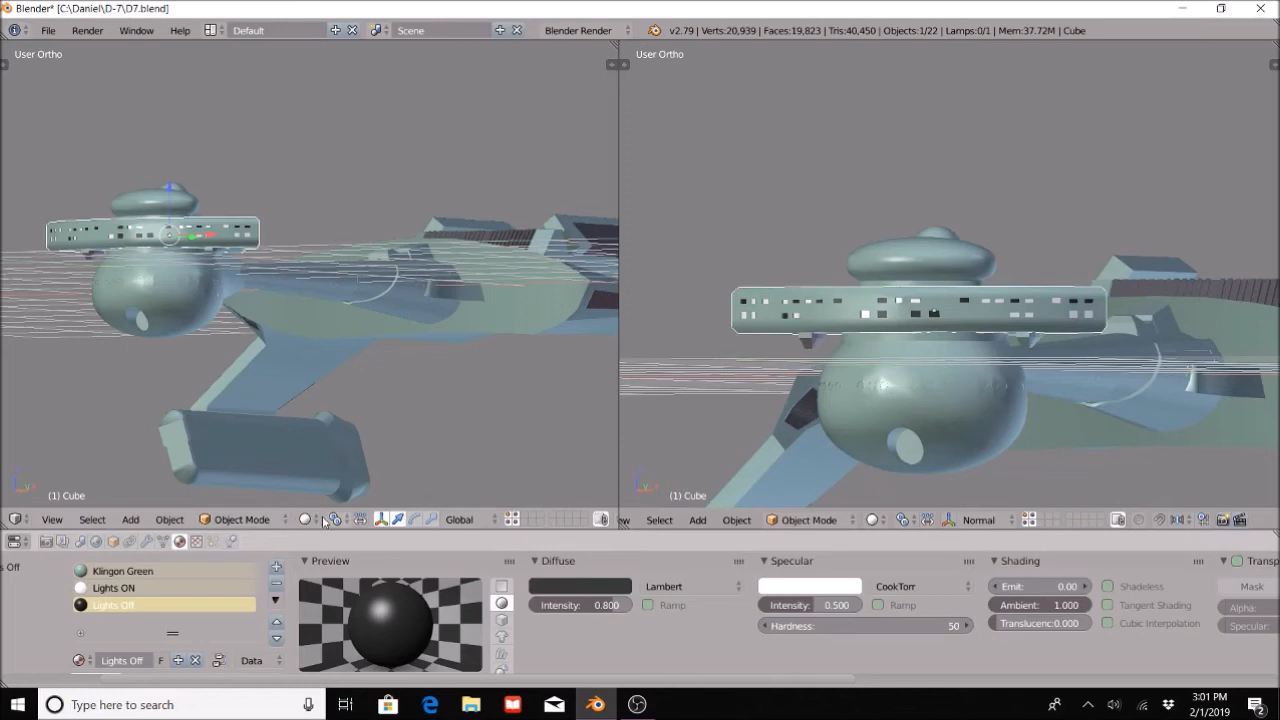 Blender* [C:\Daniel\D-7\D7.blend]
File Render Window Help Default Scene Blender Render v2.79 | Verts:20,939 | Faces:19,823 | Tris:40,450 | Objects:1/22 | Lamps:0/1 | Mem:37.72M | Cube
User Ortho
User Ortho
(1) Cube
(1) Cube
View Select Add Object Object Mode Global
ew Select Add Object Object Mode Normal
s Off
Klingon Green
Lights ON
Lights Off
Lights Off F Data
Preview
Diffuse
Lambert
Intensity: 0.800 Ramp
Specular
CookTorr
Intensity: 0.500 Ramp
Hardness: 50
Shading
Emit: 0.00 Shadeless
Ambient: 1.000 Tangent Shading
Translucenc:0.000 Cubic Interpolation
Transp
Mask
Alpha:
Specular:
Type here to search
3:01 PM
2/1/2019
2